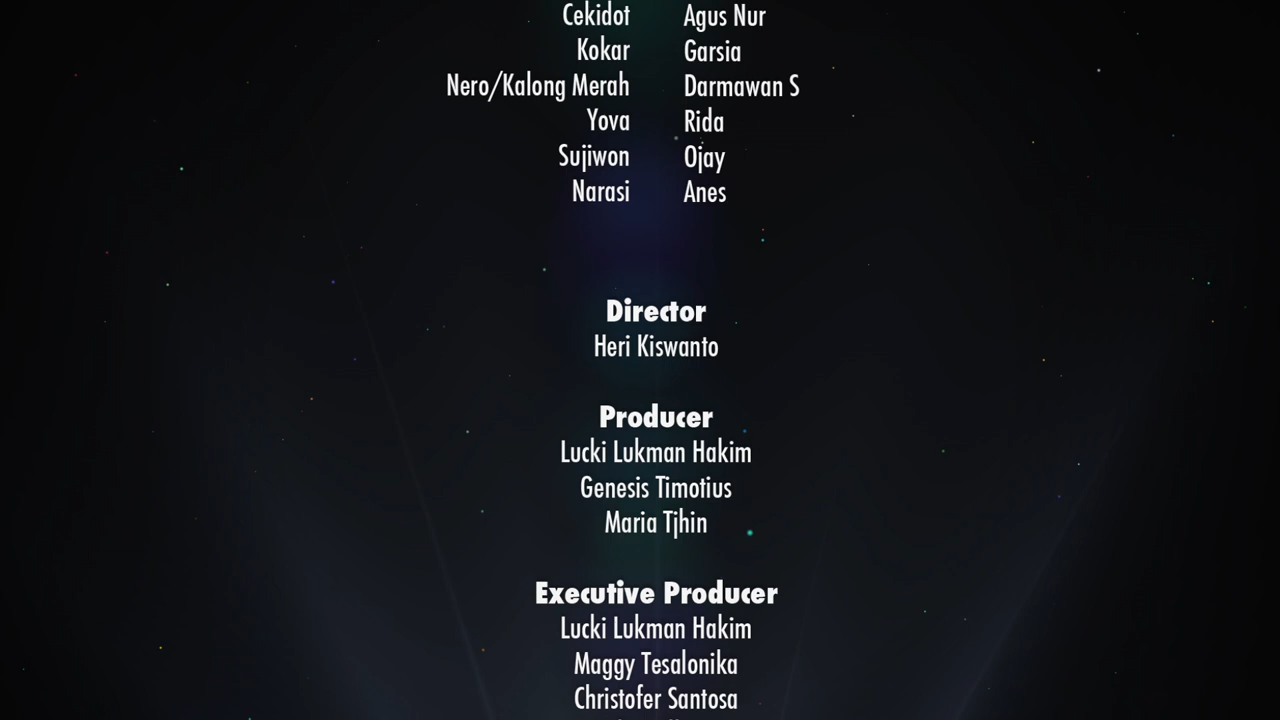 Cekidot Agus Nur
Kokar Garsia
Nero/Kalong Merah Darmawan S
Yova Rida
Sujiwon Ojay
Narasi Anes
Director
Heri Kiswanto
Producer
Lucki Lukman Hakim
Genesis Timotius
Maria Tjhin
Executive Producer
Lucki Lukman Hakim
Maggy Tesalonika
Christofer Santosa